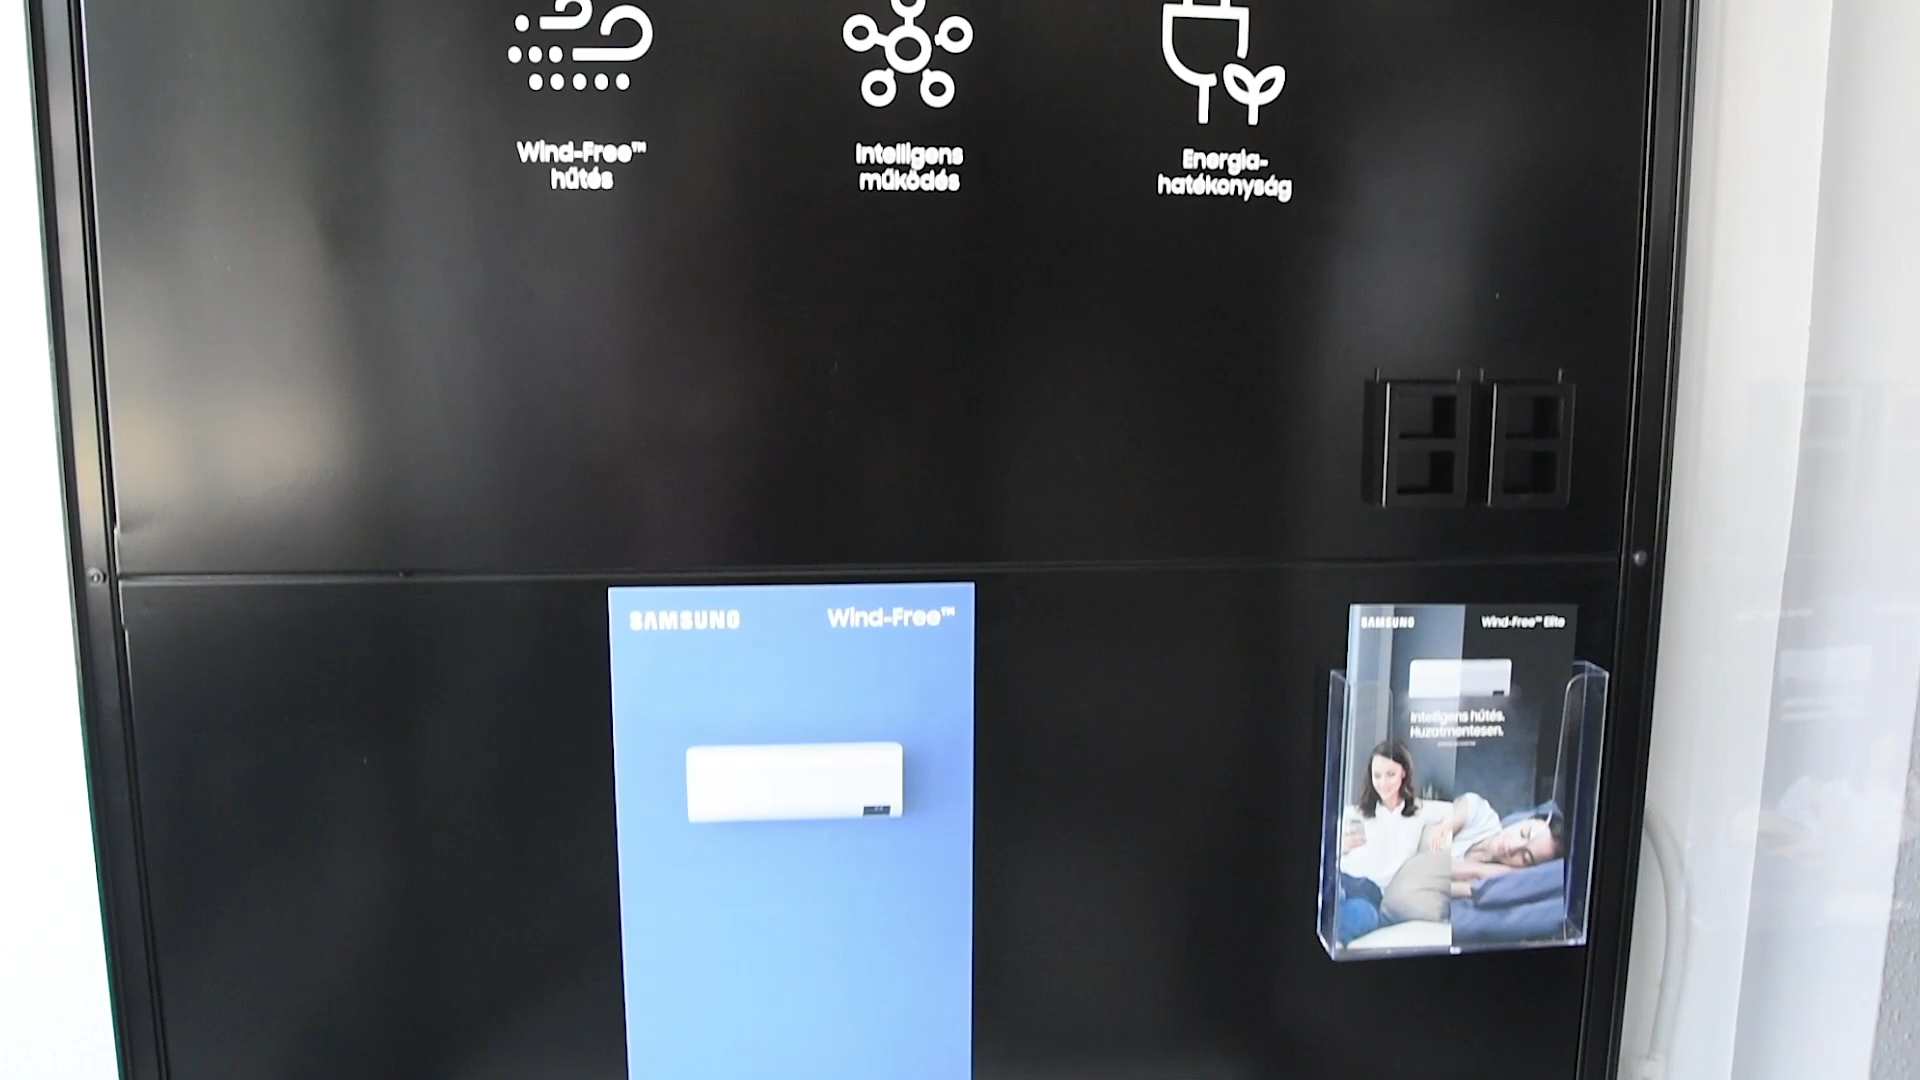 Wind-Free™
hűtés
Intelligens
működés
Energia-
hatékonyság
SAMSUNG
Wind-Free™
SAMSUNG
Wind-Free™ Elite
Intelligens hűtés.
Huzatmentesen.